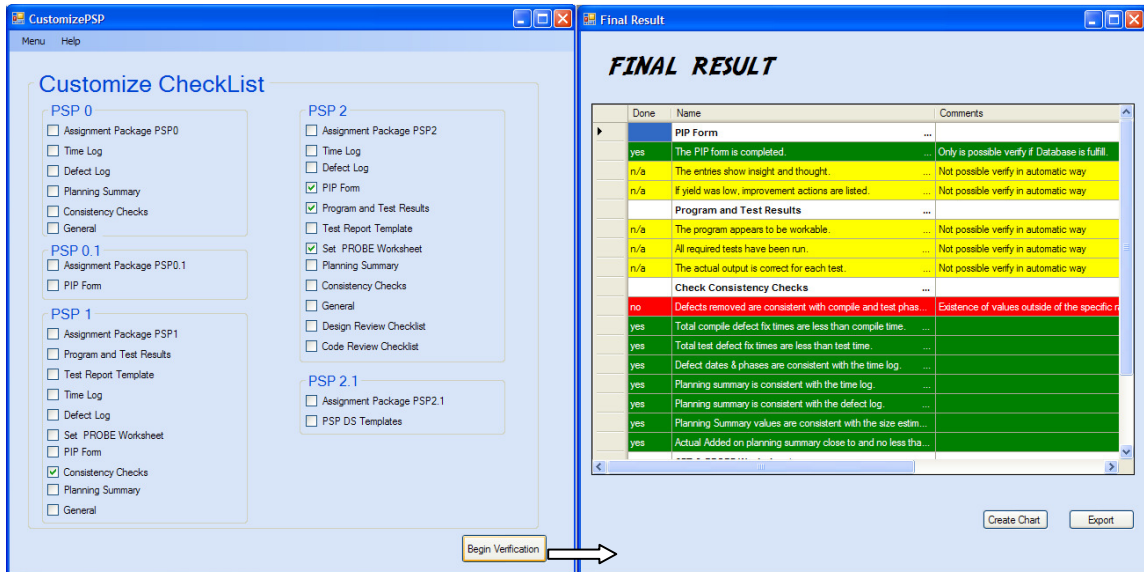 CustomizePSP
Menu Help
Customize CheckList
PSP 0
Assignment Package PSP0
Time Log
Defect Log
Planning Summary
Consistency Checks
General
PSP 0.1
Assignment Package PSP0.1
PIP Form
PSP 1
Assignment Package PSP1
Program and Test Results
Test Report Template
Time Log
Defect Log
Set PROBE Worksheet
PIP Form
Consistency Checks
Planning Summary
General
PSP 2
Assignment Package PSP2
Time Log
Defect Log
PIP Form
Program and Test Results
Test Report Template
Set PROBE Worksheet
Planning Summary
Consistency Checks
General
Design Review Checklist
Code Review Checklist
PSP 2.1
Assignment Package PSP2.1
PSP DS Templates
Begin Verification
Final Result
FINAL RESULT
Done Name Comments
PIP Form ...
yes The PIP form is completed. ... Only is possible verify if Database is fulfill.
n/a The entries show insight and thought. ... Not possible verify in automatic way
n/a If yield was low, improvement actions are listed. ... Not possible verify in automatic way
Program and Test Results ...
n/a The program appears to be workable. ... Not possible verify in automatic way
n/a All required tests have been run. ... Not possible verify in automatic way
n/a The actual output is correct for each test. ... Not possible verify in automatic way
Check Consistency Checks ...
no Defects removed are consistent with compile and test phas... Existence of values outside of the specific
yes Total compile defect fix times are less than compile time. ...
yes Total test defect fix times are less than test time. ...
yes Defect dates & phases are consistent with the time log. ...
yes Planning summary is consistent with the time log. ...
yes Planning summary is consistent with the defect log. ...
yes Planning Summary values are consistent with the size estim...
yes Actual Added on planning summary close to and no less tha...
Create Chart Export